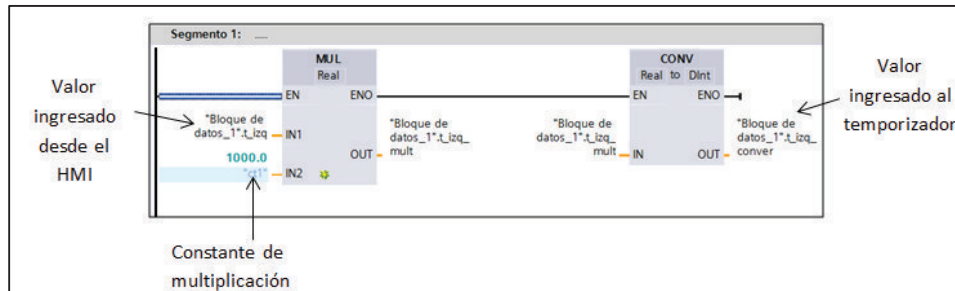 Segmento 1: ....
Valor
ingresado
desde el
HMI
MUL
Real
EN ENO
"Bloque de
datos_1".t_izq
IN1
1000.0
"ct1"
IN2
OUT
"Bloque de
datos_1".t_izq_
mult
CONV
Real to DInt
EN ENO
"Bloque de
datos_1".t_izq_
mult
IN
OUT
"Bloque de
datos_1".t_izq_
conver
Valor
ingresado al
temporizador
Constante de
multiplicación